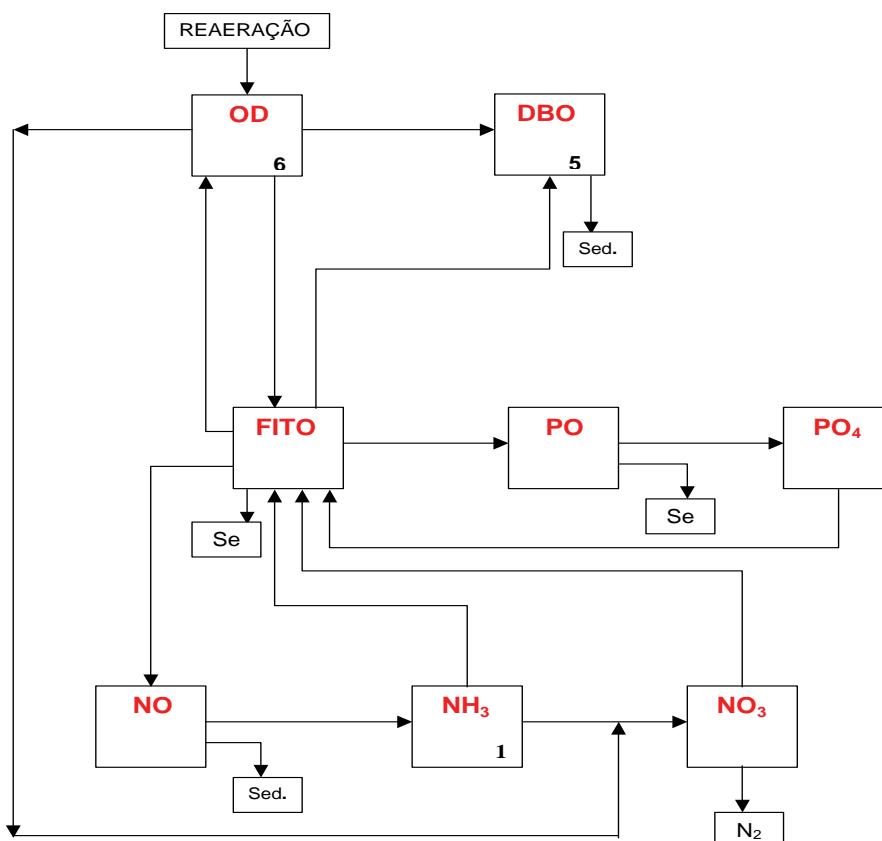 REAERAÇÃO
OD
6
DBO
5
Sed.
FITO
PO
PO₄
Se
Se
NO
NH₃
1
NO₃
Sed.
N₂